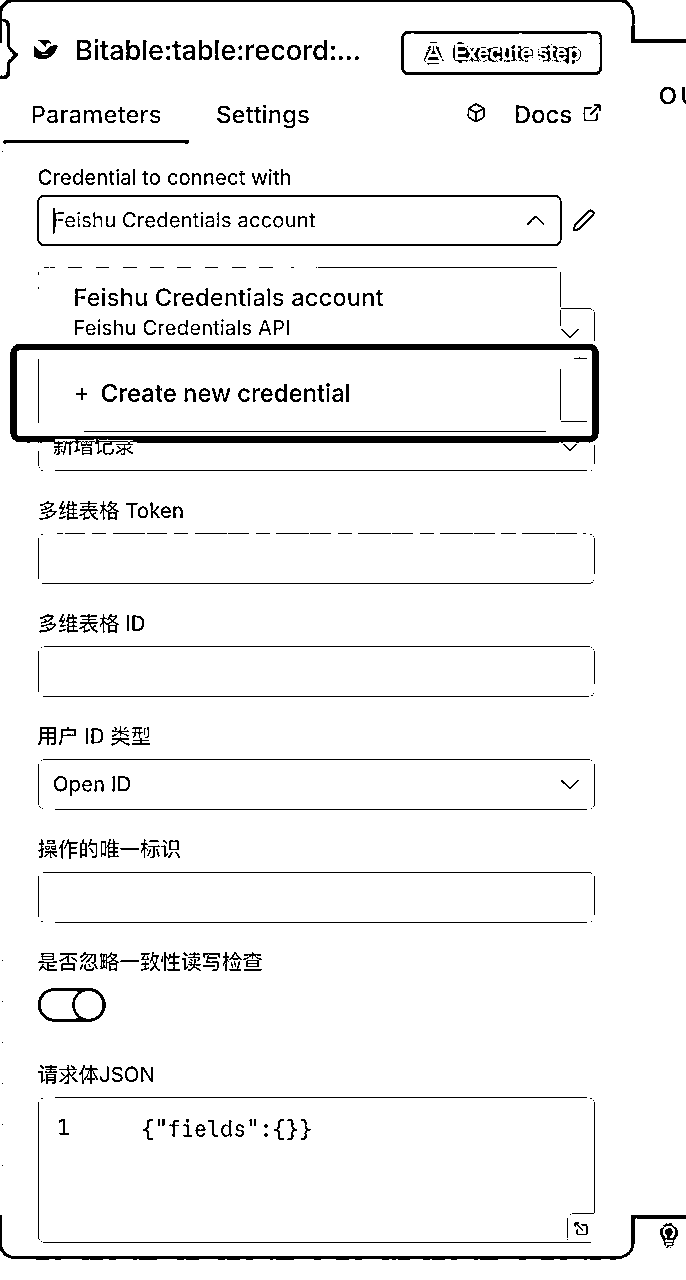 Bitable:table:record:...
Execute step
OU
Parameters
Settings
Docs
Credential to connect with
Feishu Credentials account
Feishu Credentials account
Feishu Credentials API
+ Create new credential
新增记录
多维表格 Token
多维表格 ID
用户 ID 类型
Open ID
操作的唯一标识
是否忽略一致性读写检查
请求体JSON
1 {"fields":{}}